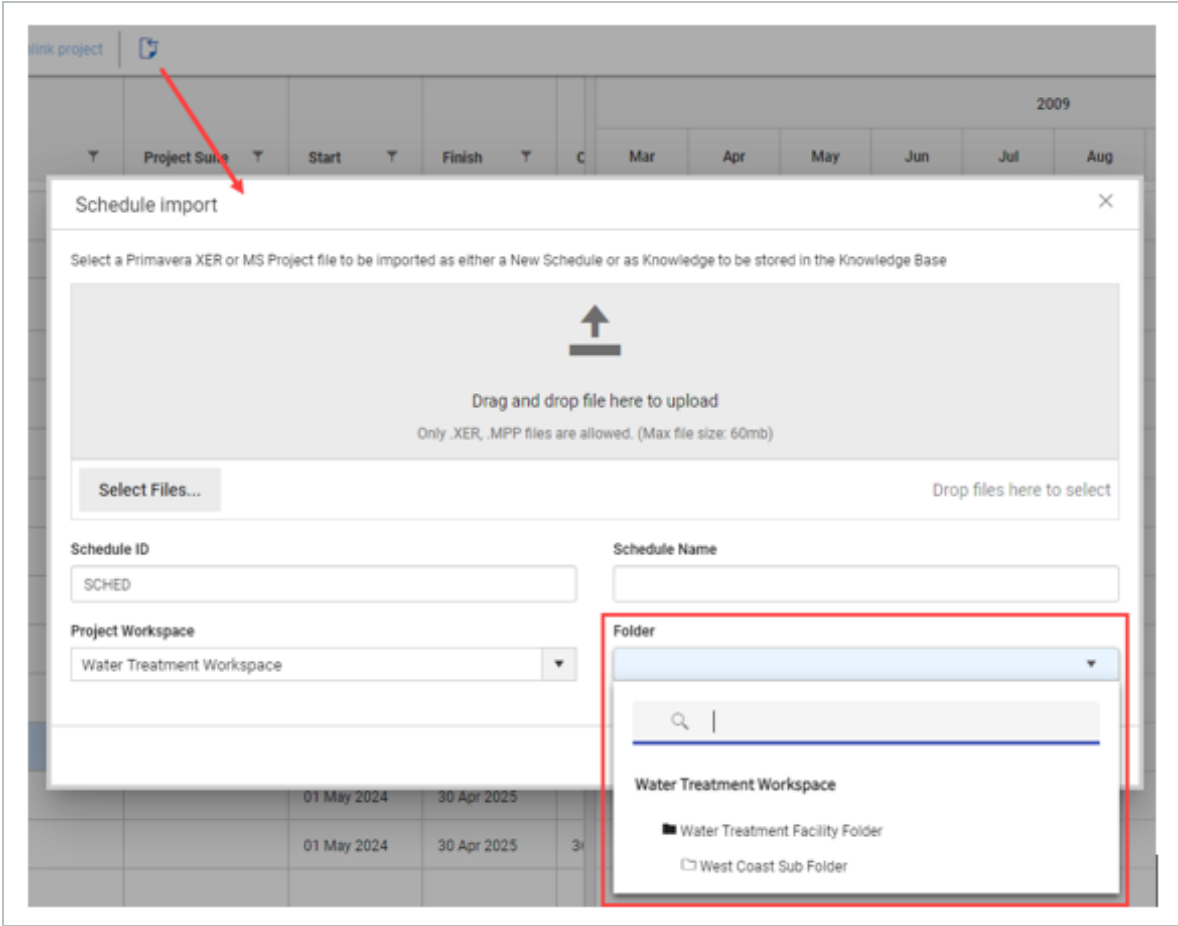 link project
2009
Project Suite Start Finish C Mar Apr May Jun Jul Aug
Schedule import
Select a Primavera XER or MS Project file to be imported as either a New Schedule or as Knowledge to be stored in the Knowledge Base
Drag and drop file here to upload
Only .XER, .MPP files are allowed. (Max file size: 60mb)
Select Files... Drop files here to select
Schedule ID Schedule Name
SCHED
Project Workspace Folder
Water Treatment Workspace
Water Treatment Workspace
01 May 2024 30 Apr 2025
Water Treatment Facility Folder
01 May 2024 30 Apr 2025 3
West Coast Sub Folder